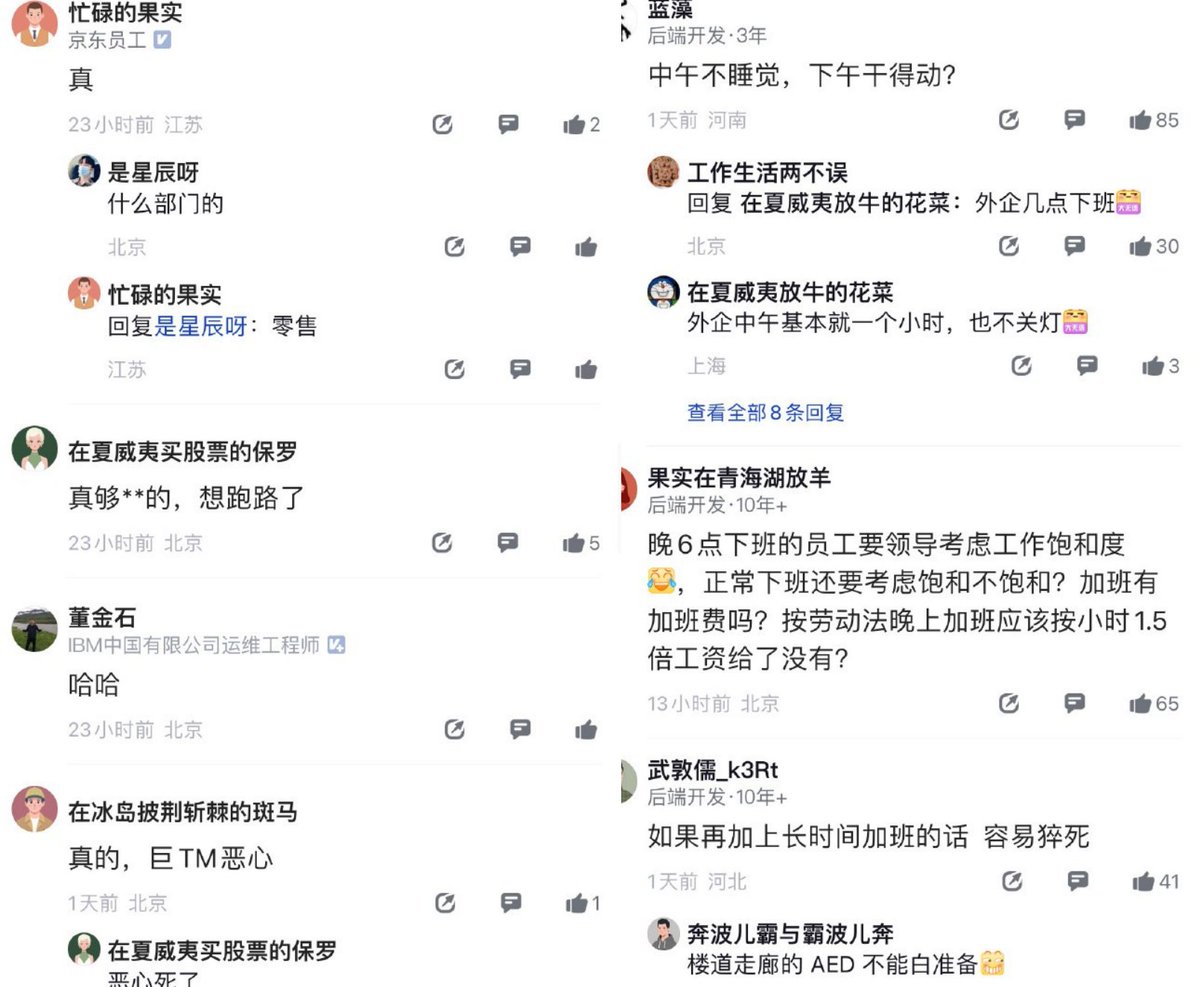 忙碌的果实
京东员工
真
23小时前 江苏
2
是星辰呀
什么部门的
北京
忙碌的果实
回复是星辰呀：零售
江苏
在夏威夷买股票的保罗
真够**的，想跑路了
23小时前 北京
5
董金石
IBM中国有限公司运维工程师
哈哈
23小时前 北京
在冰岛披荆斩棘的斑马
真的，巨TM恶心
1天前 北京
1
在夏威夷买股票的保罗
恶心死了
蓝藻
后端开发·3年
中午不睡觉，下午干得动？
1天前 河南
85
工作生活两不误
回复 在夏威夷放牛的花菜：外企几点下班
北京
30
在夏威夷放牛的花菜
外企中午基本就一个小时，也不关灯
上海
3
查看全部8条回复
果实在青海湖放羊
后端开发·10年+
晚6点下班的员工要领导考虑工作饱和度
，正常下班还要考虑饱和不饱和？加班有
加班费吗？按劳动法晚上加班应该按小时1.5
倍工资给了没有？
13小时前 北京
65
武敦儒_k3Rt
后端开发·10年+
如果再加上长时间加班的话 容易猝死
1天前 河北
41
奔波儿霸与霸波儿奔
楼道走廊的 AED 不能白准备